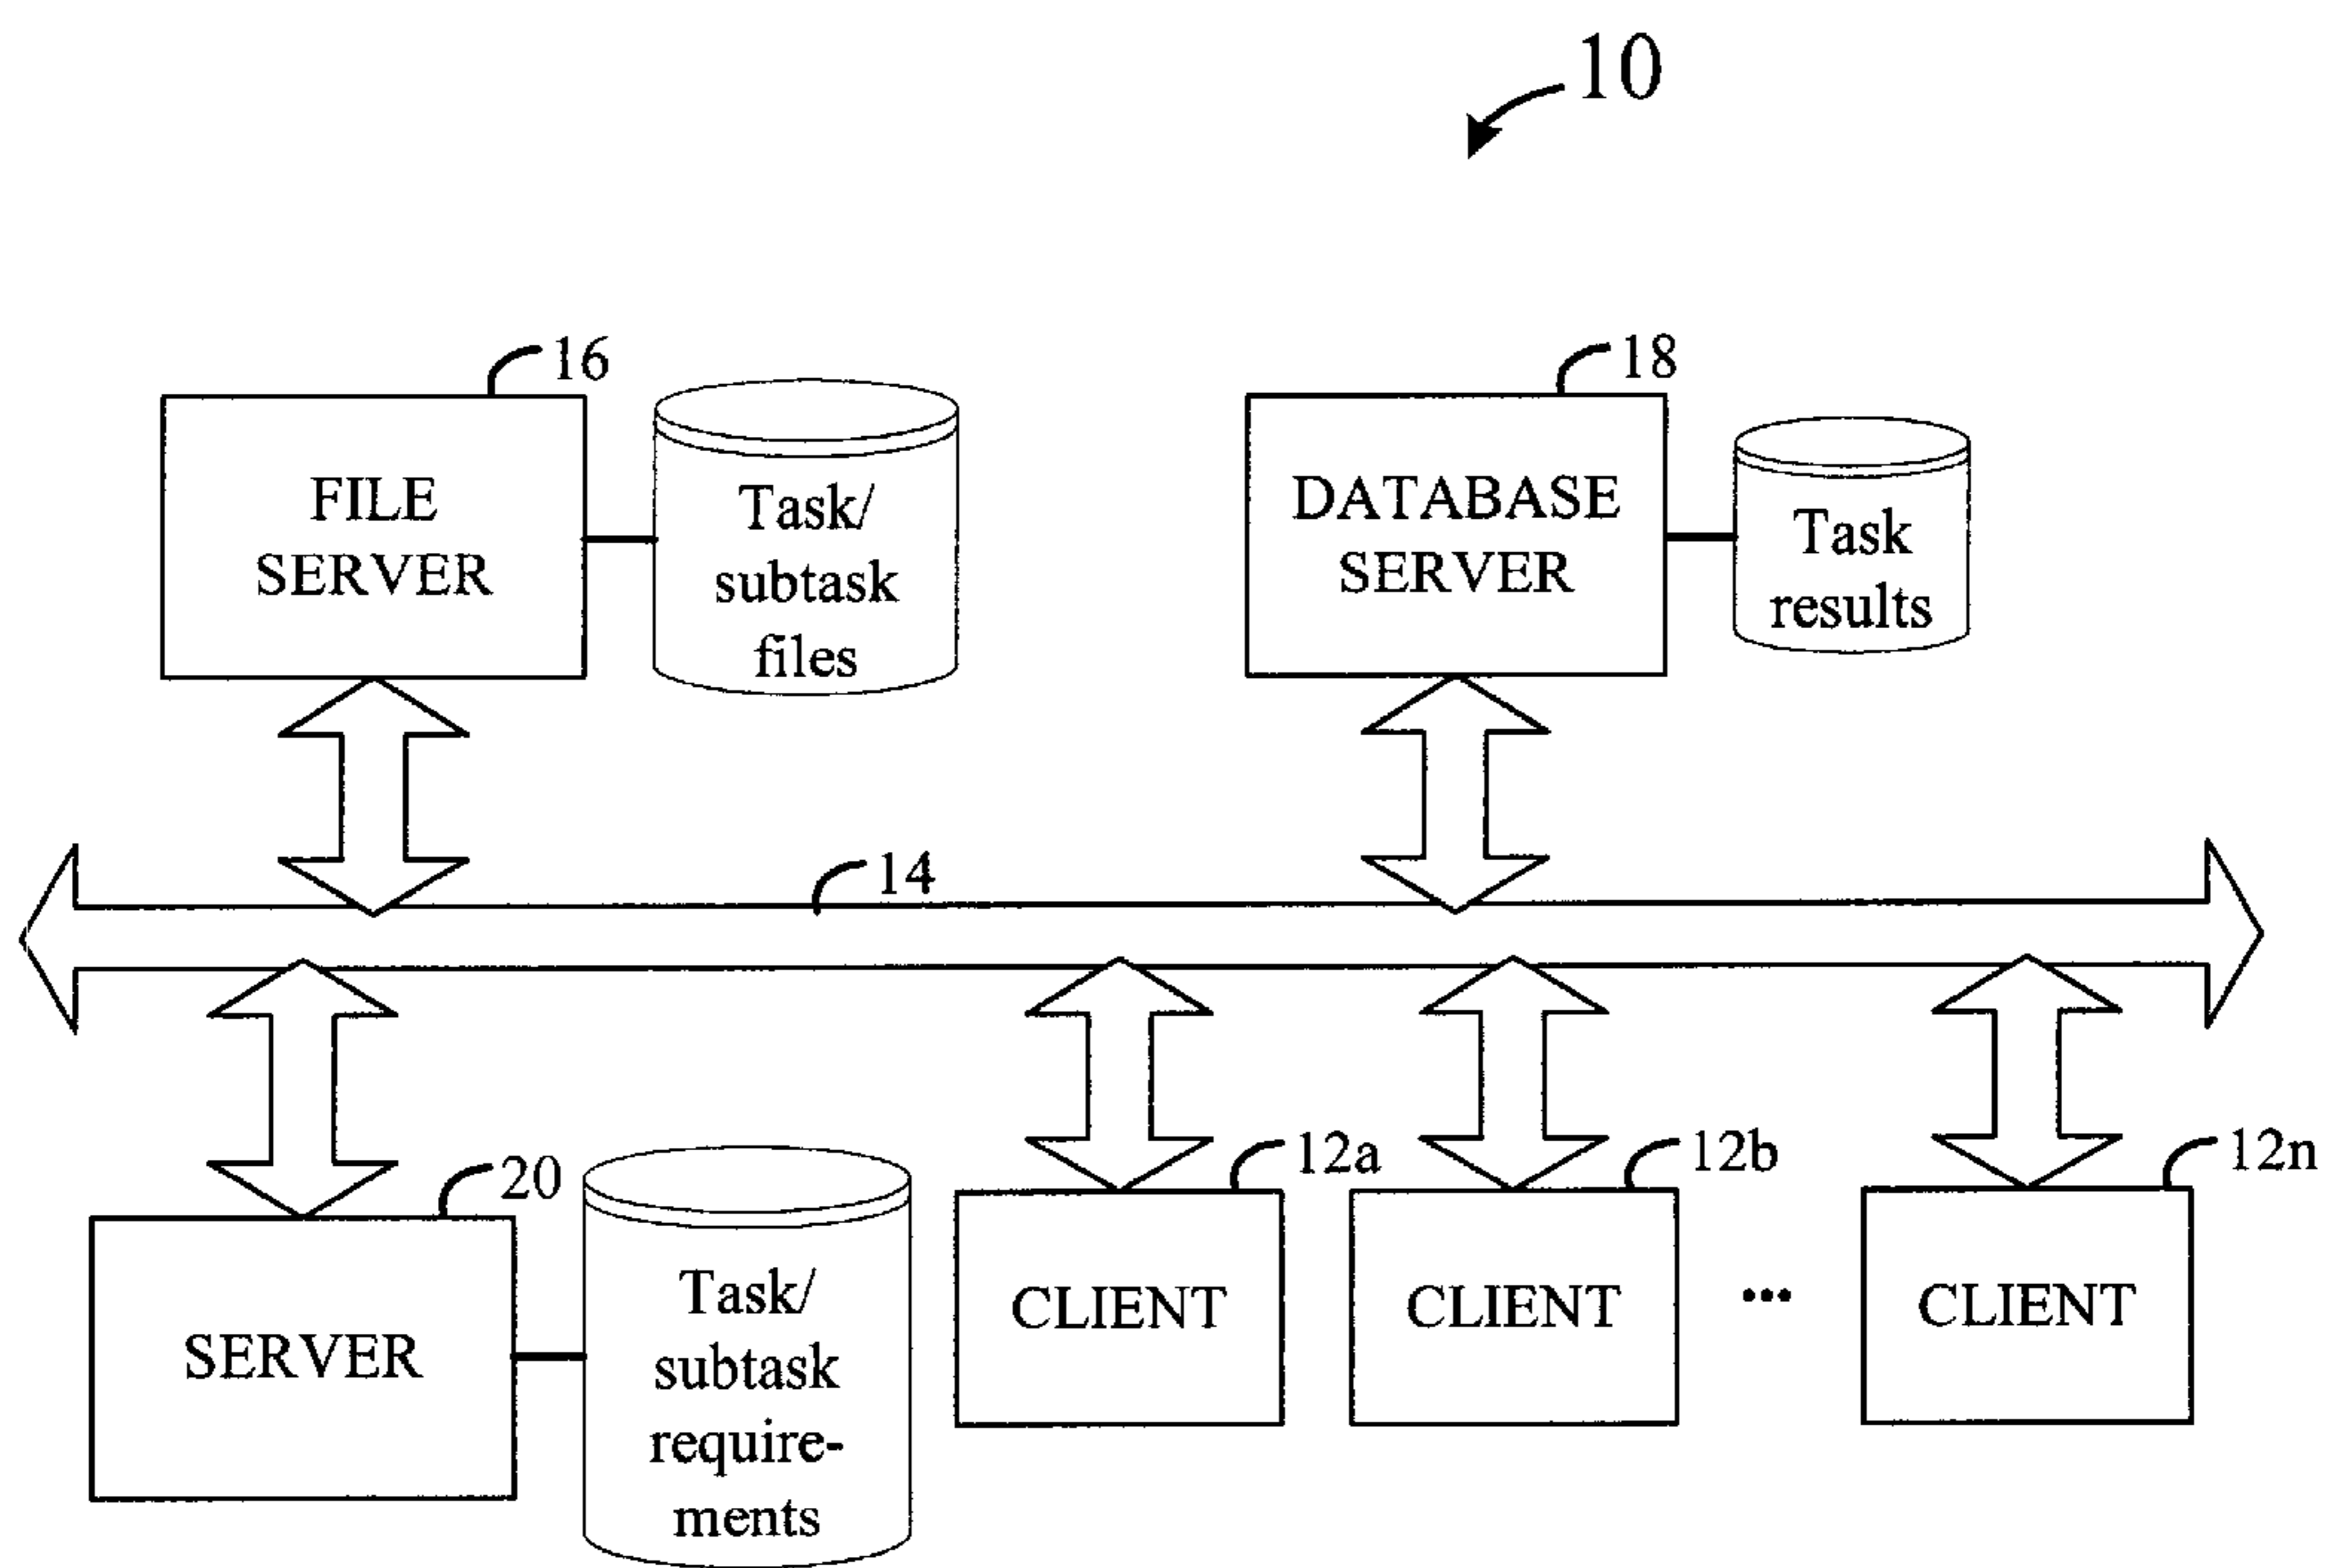 10
16
FILE
SERVER
Task/
subtask
files
18
DATABASE
SERVER
Task
results
14
20
SERVER
Task/
subtask
require-
ments
12a
CLIENT
12b
CLIENT
...
12n
CLIENT